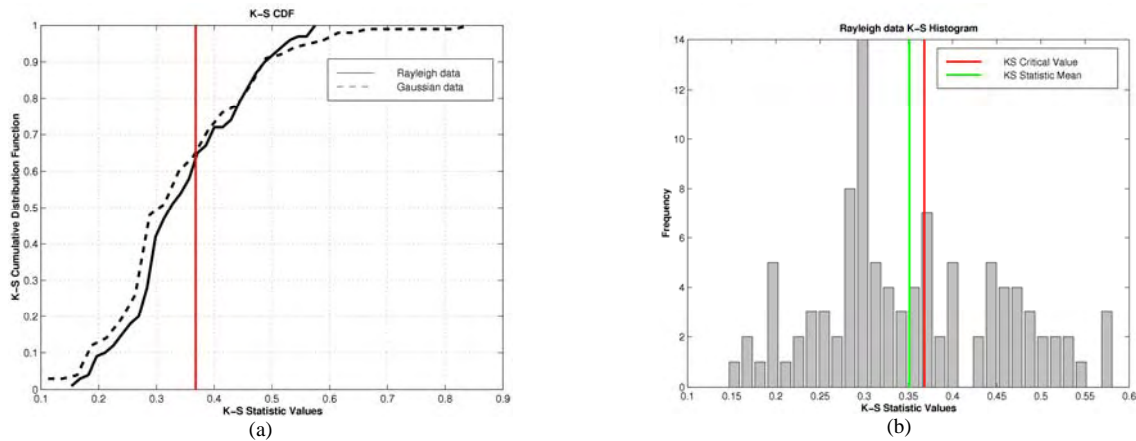 K-S CDF
K-S Cumulative Distribution Function
1
0.9
0.8
0.7
0.6
0.5
0.4
0.3
0.2
0.1
0
Rayleigh data
Gaussian data
0.1 0.2 0.3 0.4 0.5 0.6 0.7 0.8 0.9
K-S Statistic Values
(a)
Rayleigh data K-S Histogram
Frequency
14
12
10
8
6
4
2
0
KS Critical Value
KS Statistic Mean
0.1 0.15 0.2 0.25 0.3 0.35 0.4 0.45 0.5 0.55 0.6
K-S Statistic Values
(b)